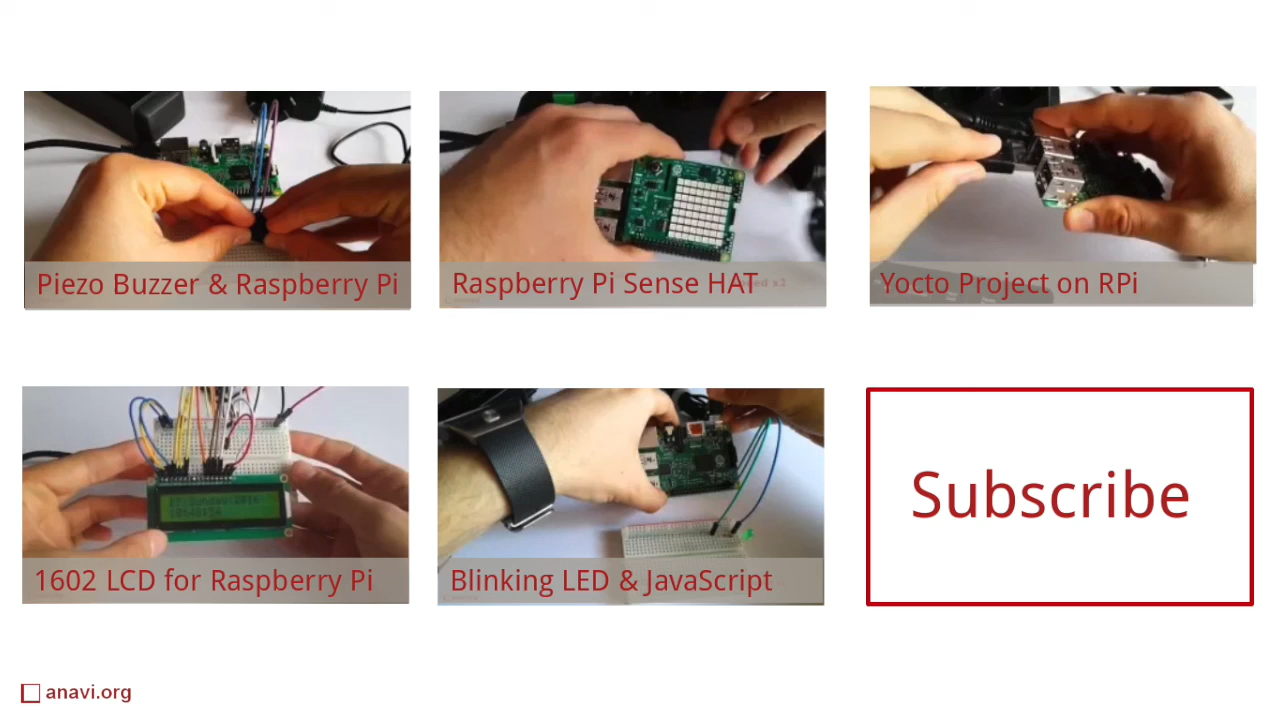 Piezo Buzzer & Raspberry Pi
Raspberry Pi Sense HAT
Yocto Project on RPi
1602 LCD for Raspberry Pi
Blinking LED & JavaScript
Subscribe
anavi.org